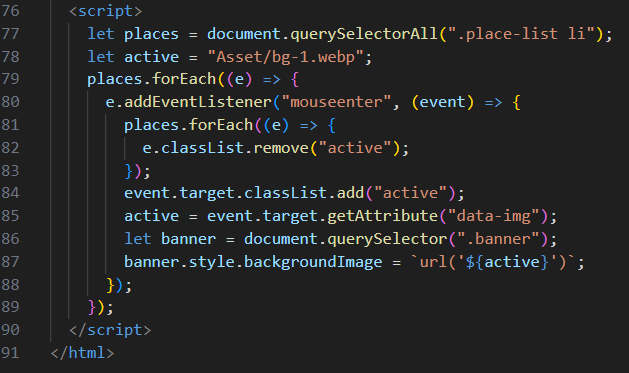 76 <script>
77 let places = document.querySelectorAll(".place-list li");
78 let active = "Asset/bg-1.webp";
79 places.forEach((e) => {
80 e.addEventListener("mouseenter", (event) => {
81 places.forEach((e) => {
82 e.classList.remove("active");
83 });
84 event.target.classList.add("active");
85 active = event.target.getAttribute("data-img");
86 let banner = document.querySelector(".banner");
87 banner.style.backgroundImage = `url('${active}')`;
88 });
89 });
90 </script>
91 </html>